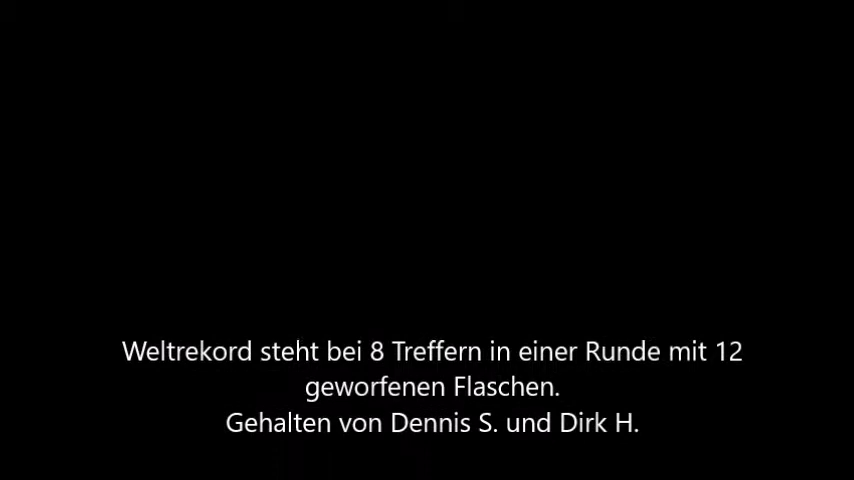 Weltrekord steht bei 8 Treffern in einer Runde mit 12
geworfenen Flaschen.
Gehalten von Dennis S. und Dirk H.